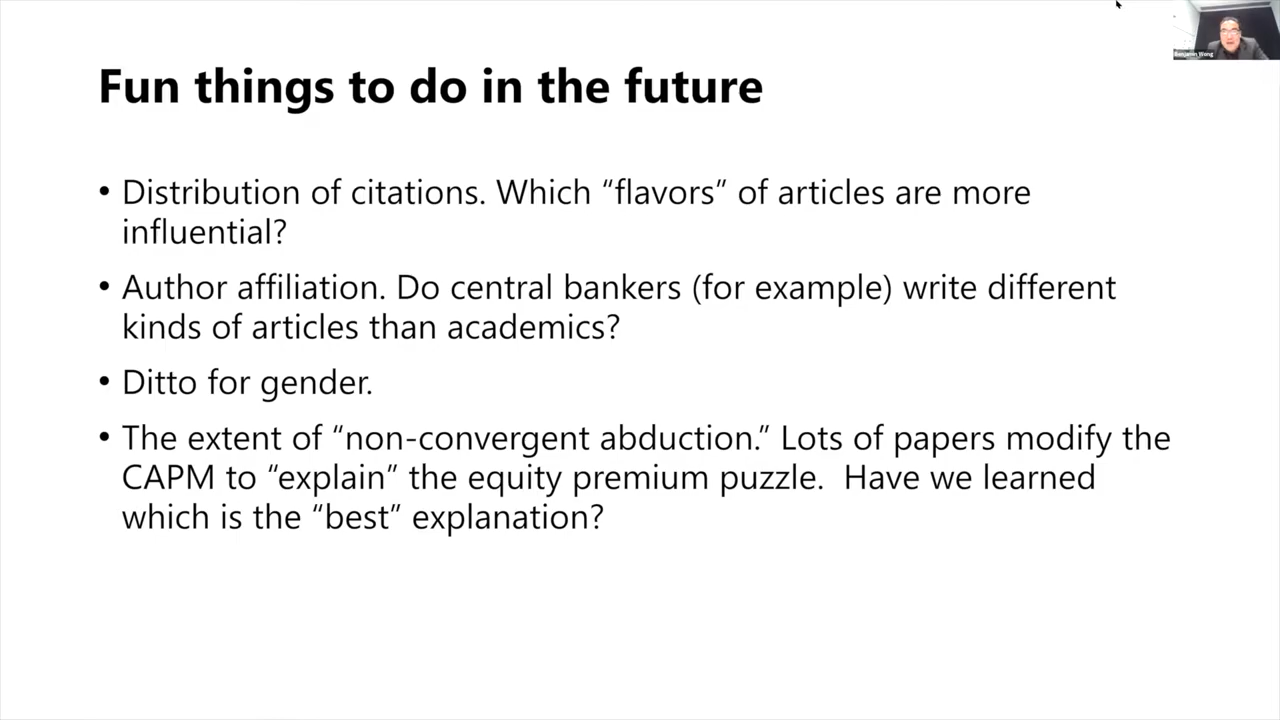 Benjamin Wong
Fun things to do in the future
• Distribution of citations. Which “flavors” of articles are more
influential?
• Author affiliation. Do central bankers (for example) write different
kinds of articles than academics?
• Ditto for gender.
• The extent of “non-convergent abduction.” Lots of papers modify the
CAPM to “explain” the equity premium puzzle.  Have we learned
which is the “best” explanation?